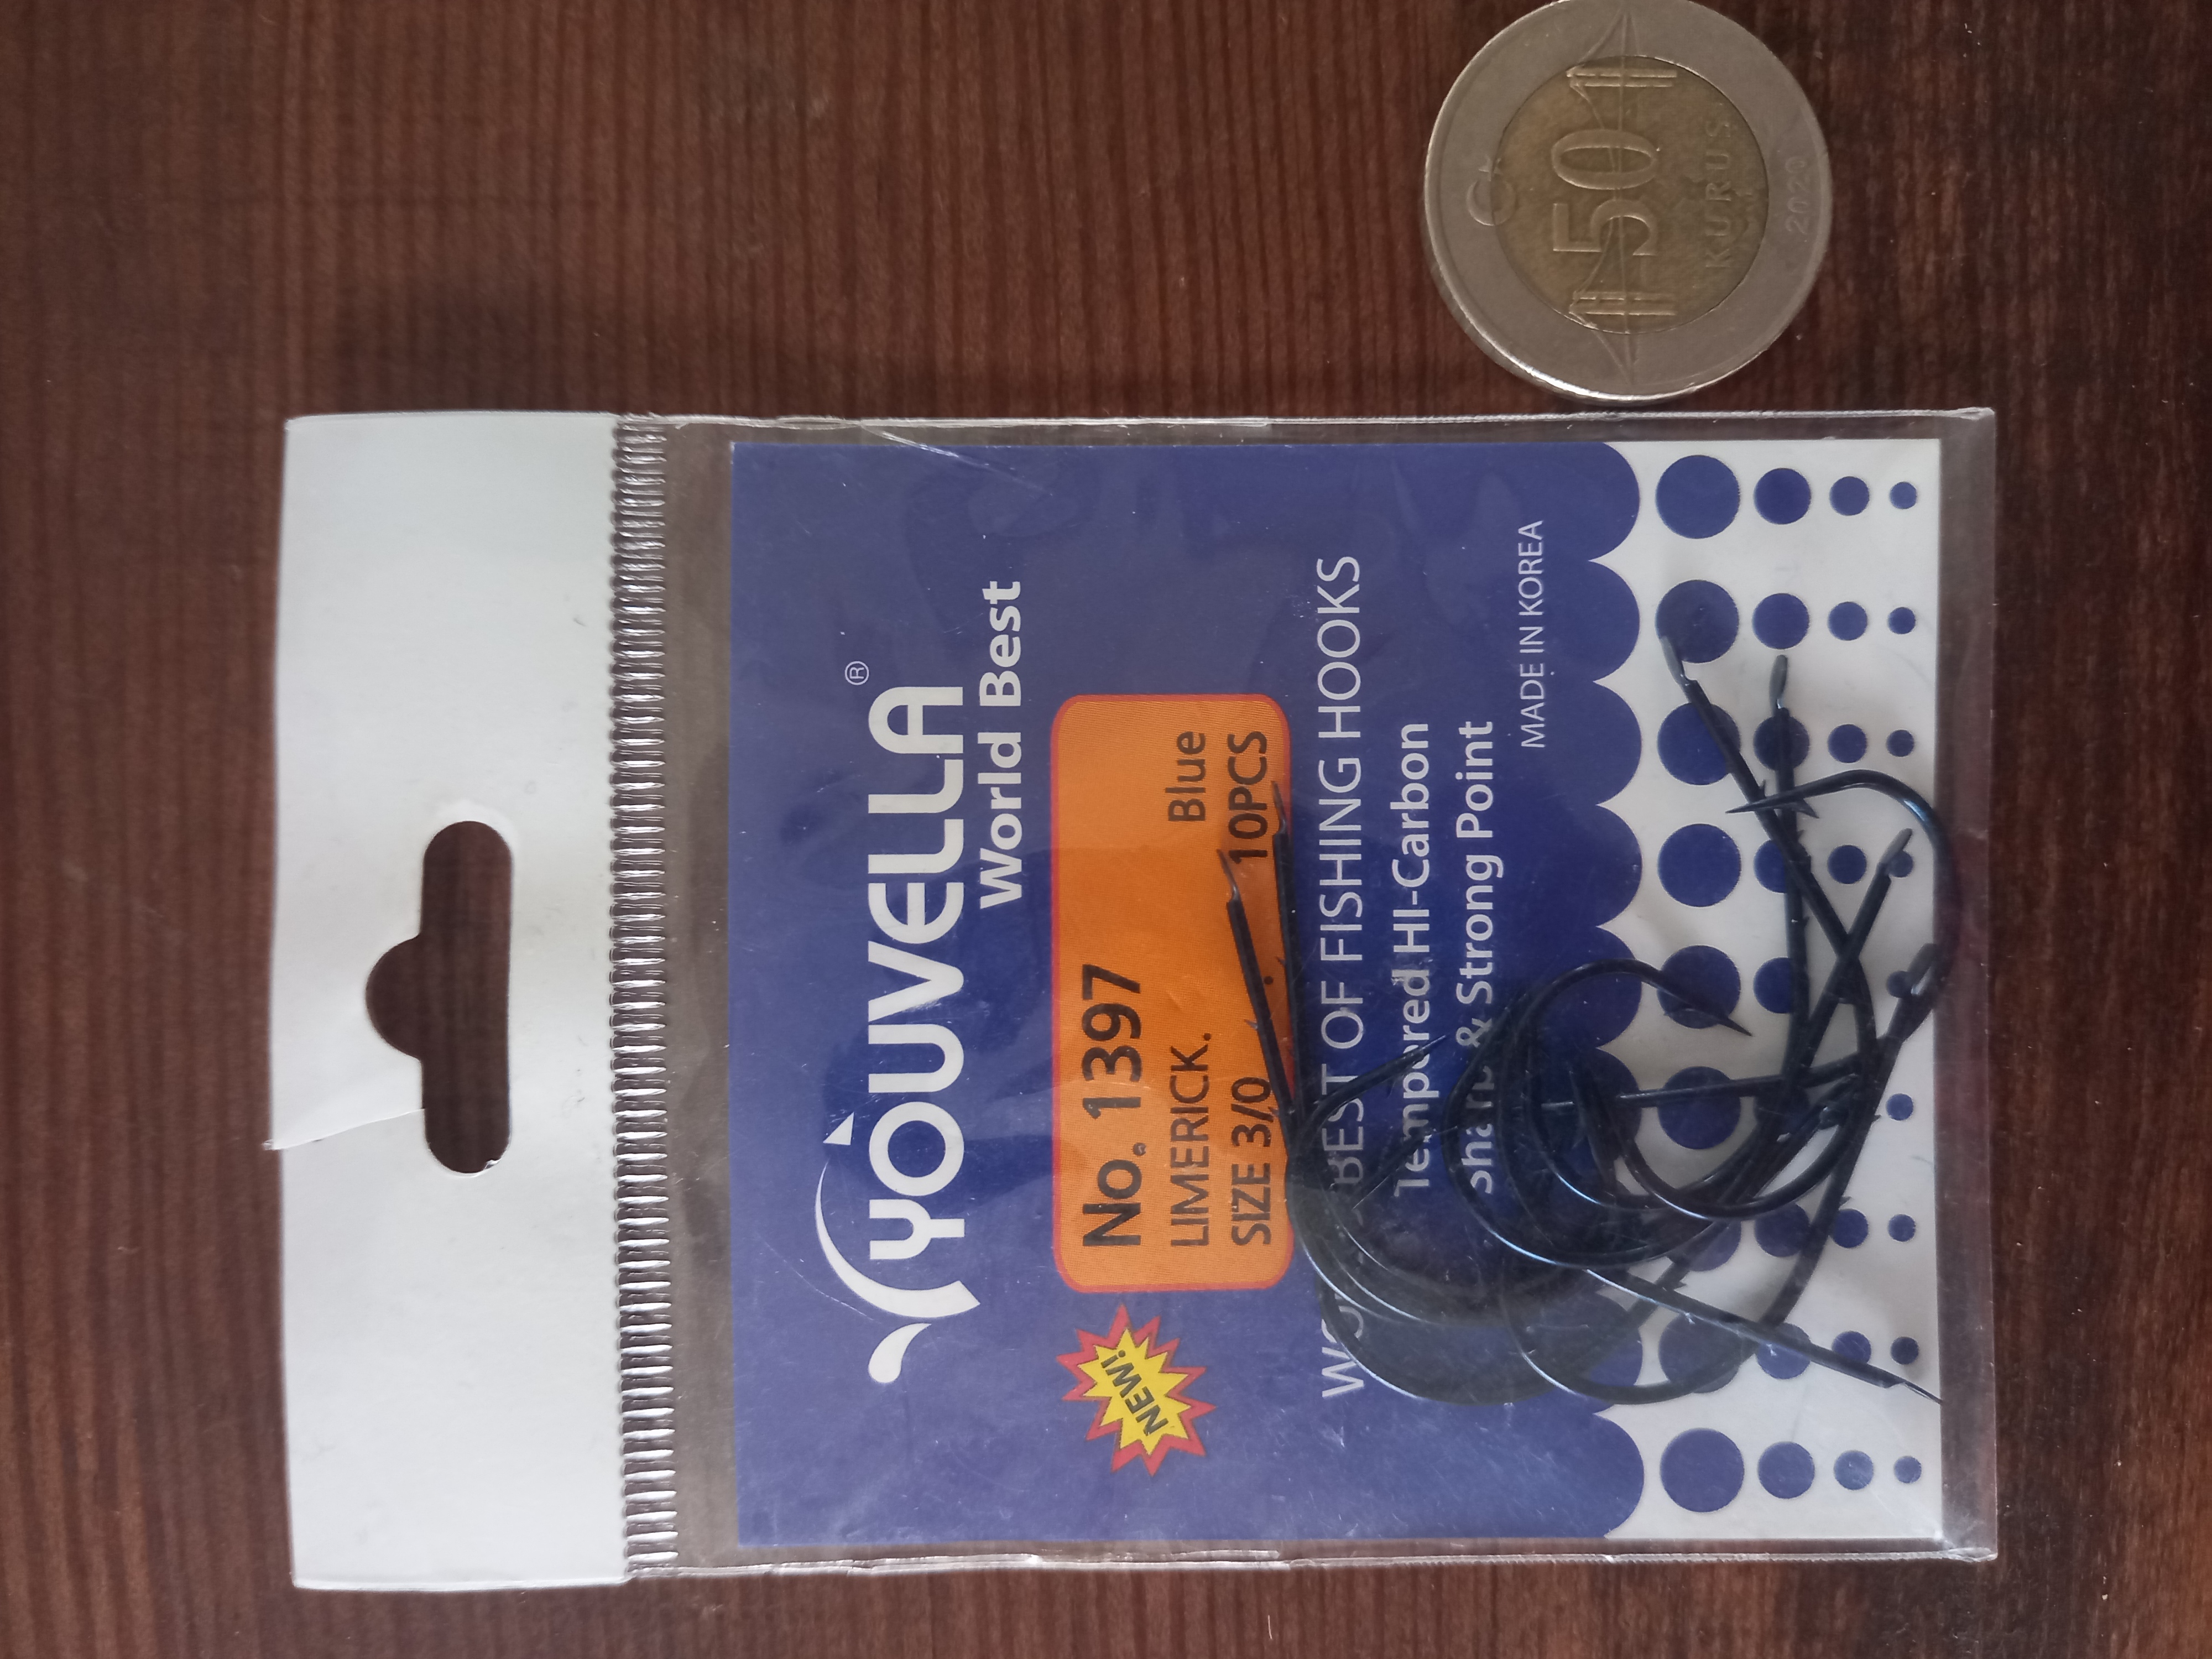 YOUVELLA®
World Best
No. 1397
LIMERICK. Blue
SIZE 3/0 10PCS
NEW!
BEST OF FISHING HOOKS
Tempered HI-Carbon
Sharp & Strong Point
MADE IN KOREA
50
KURUŞ
2020